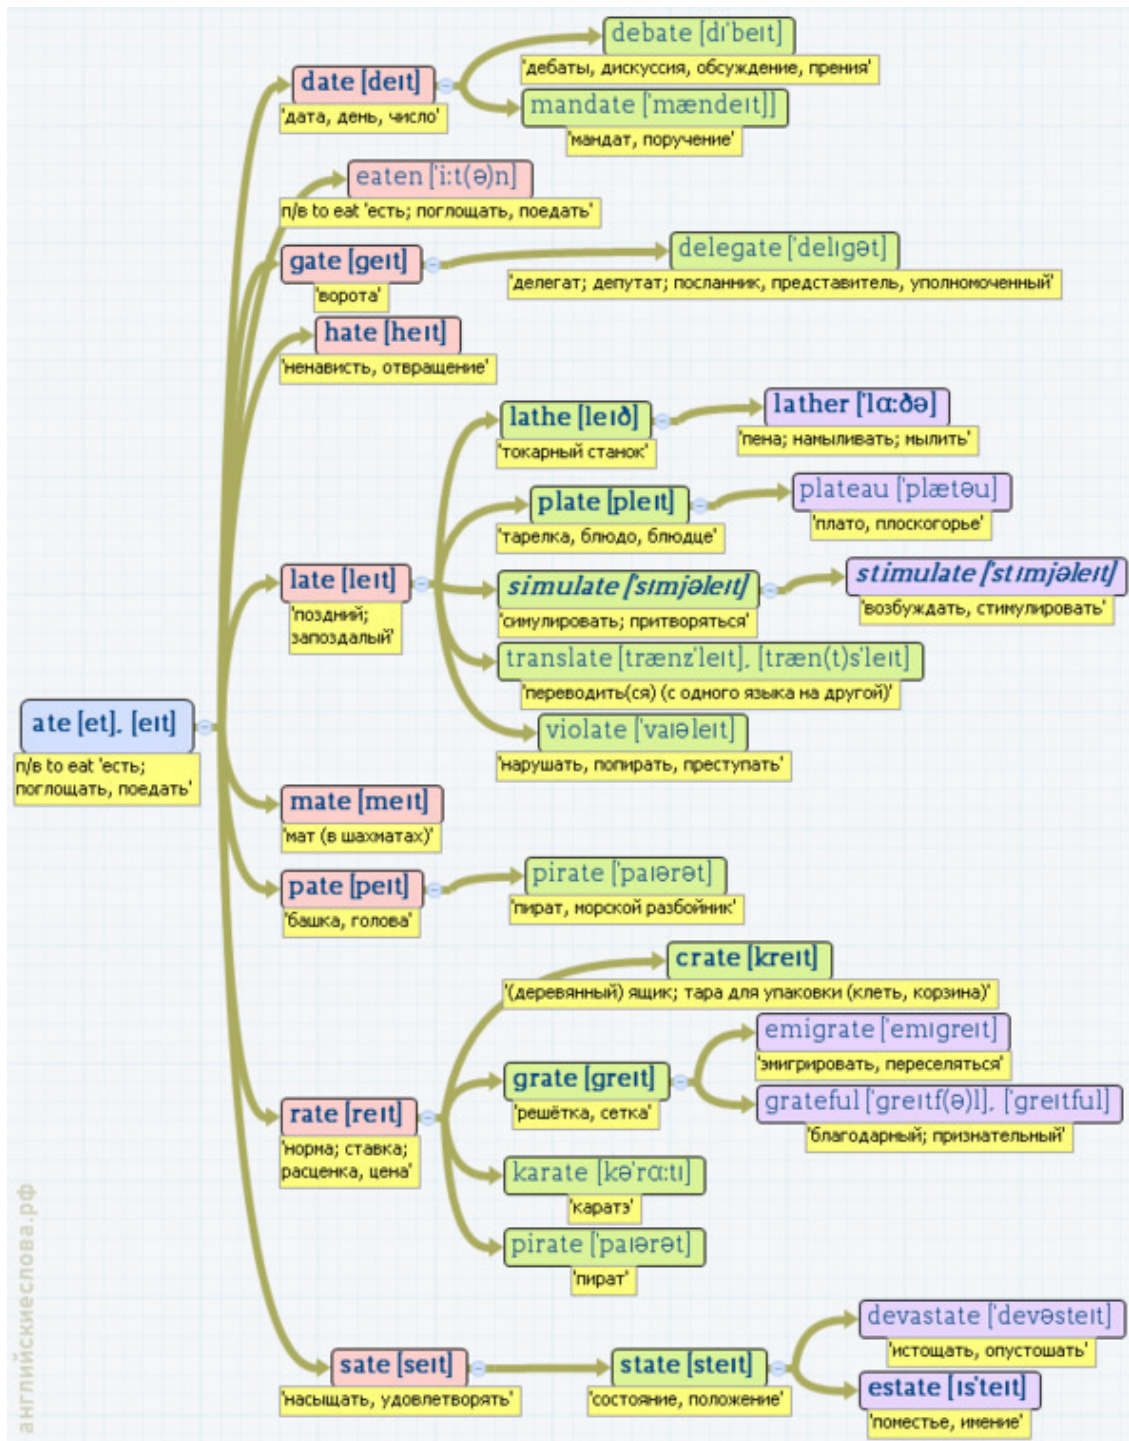 debate [dɪ'beɪt]
'дебаты, дискуссия, обсуждение, прения'
date [deɪt]
'дата, день, число'
mandate ['mændeɪt]]
'мандат, поручение'
eaten ['i:t(ə)n]
п/в to eat 'есть; поглощать, поедать'
gate [geɪt]
'ворота'
delegate ['delɪgət]
'делегат; депутат; посланник, представитель, уполномоченный'
hate [heɪt]
'ненависть, отвращение'
lathe [leɪð]
'токарный станок'
lather ['lɑ:ðə]
'пена; намыливать; мылить'
plate [pleɪt]
'тарелка, блюдо, блюдце'
plateau ['plætəu]
'плато, плоскогорье'
late [leɪt]
'поздний;
запоздалый'
simulate ['sɪmjəleɪt]
'симулировать; притворяться'
stimulate ['stɪmjəleɪt]
'возбуждать, стимулировать'
translate [trænz'leɪt], [træn(t)s'leɪt]
'переводить(ся) (с одного языка на другой)'
violate ['vaɪəleɪt]
'нарушать, попирать, преступать'
ate [et], [eɪt]
п/в to eat 'есть;
поглощать, поедать'
mate [meɪt]
'мат (в шахматах)'
pate [peɪt]
'башка, голова'
pirate ['paɪərət]
'пират, морской разбойник'
crate [kreɪt]
'(деревянный) ящик; тара для упаковки (клеть, корзина)'
rate [reɪt]
'норма; ставка;
расценка, цена'
grate [greɪt]
'решётка, сетка'
emigrate ['emɪgreɪt]
'эмигрировать, переселяться'
grateful ['greɪtf(ə)l], ['greɪtful]
'благодарный; признательный'
karate [kə'rɑ:tɪ]
'каратэ'
pirate ['paɪərət]
'пират'
sate [seɪt]
'насыщать, удовлетворять'
state [steɪt]
'состояние, положение'
devastate ['devəsteɪt]
'истощать, опустошать'
estate [ɪs'teɪt]
'поместье, имение'
английскиеслова.рф